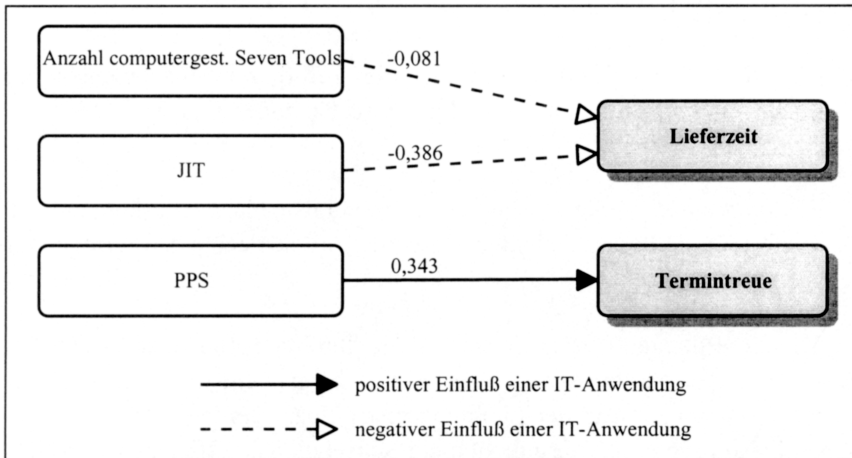 Anzahl computergest. Seven Tools
-0,081
Lieferzeit
JIT
-0,386
PPS
0,343
Termintreue
positiver Einfluß einer IT-Anwendung
negativer Einfluß einer IT-Anwendung